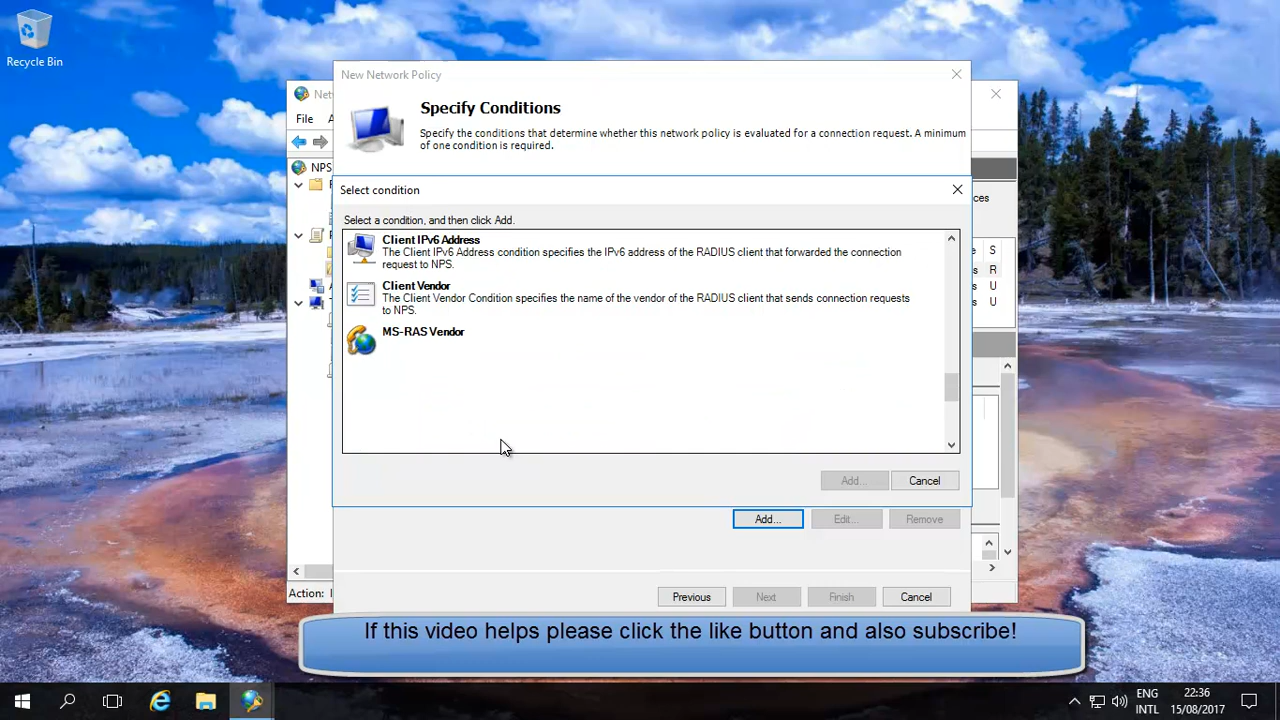 Recycle Bin
New Network Policy
Net
File
A
Specify Conditions
Specify the conditions that determine whether this network policy is evaluated for a connection request. A minimum
of one condition is required.
NPS
Select condition
Select a condition, and then click Add.
Client IPv6 Address
The Client IPv6 Address condition specifies the IPv6 address of the RADIUS client that forwarded the connection
request to NPS.
Client Vendor
The Client Vendor Condition specifies the name of the vendor of the RADIUS client that sends connection requests
to NPS.
MS-RAS Vendor
S
R
U
U
Add...
Cancel
Add...
Edit...
Remove
Action:
Previous
Next
Finish
Cancel
If this video helps please click the like button and also subscribe!
ENG
INTL
22:36
15/08/2017